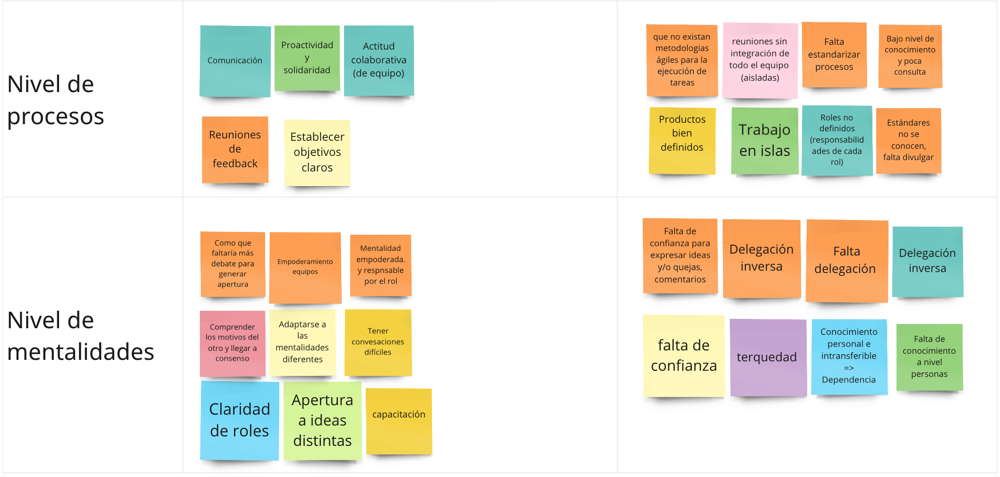 Nivel de
procesos
Comunicación
Proactividad
y
solidaridad
Actitud
colaborativa
(de equipo)
Reuniones
de
feedback
Establecer
objetivos
claros
que no existan
metodologias
ágiles para la
ejecución de
tareas
reuniones sin
integración de
todo el equipo
(aisladas)
Falta
estandarizar
procesos
Bajo nivel de
conocimiento
y poca
consulta
Productos
bien
definidos
Trabajo
en islas
Roles no
definidos
(responsabilid
ades de cada
rol)
Estándares
no se
conocen,
falta divulgar
Nivel de
mentalidades
Como que
faltaría más
debate para
generar
apertura
Empoderamiento
equipos
Mentalidad
empoderada.
y respnsable
por el rol
Comprender
los motivos del
otro y llegar a
consenso
Adaptarse a
las
mentalidades
diferentes
Tener
convesaciones
difíciles
Claridad
de roles
Apertura
a ideas
distintas
capacitación
Falta de
confianza para
expresar ideas
y/o quejas,
comentarios
Delegación
inversa
Falta
delegación
Delegación
inversa
falta de
confianza
terquedad
Conocimiento
personal e
intransferible
=>
Dependencia
Falta de
conocimiento
a nivel
personas